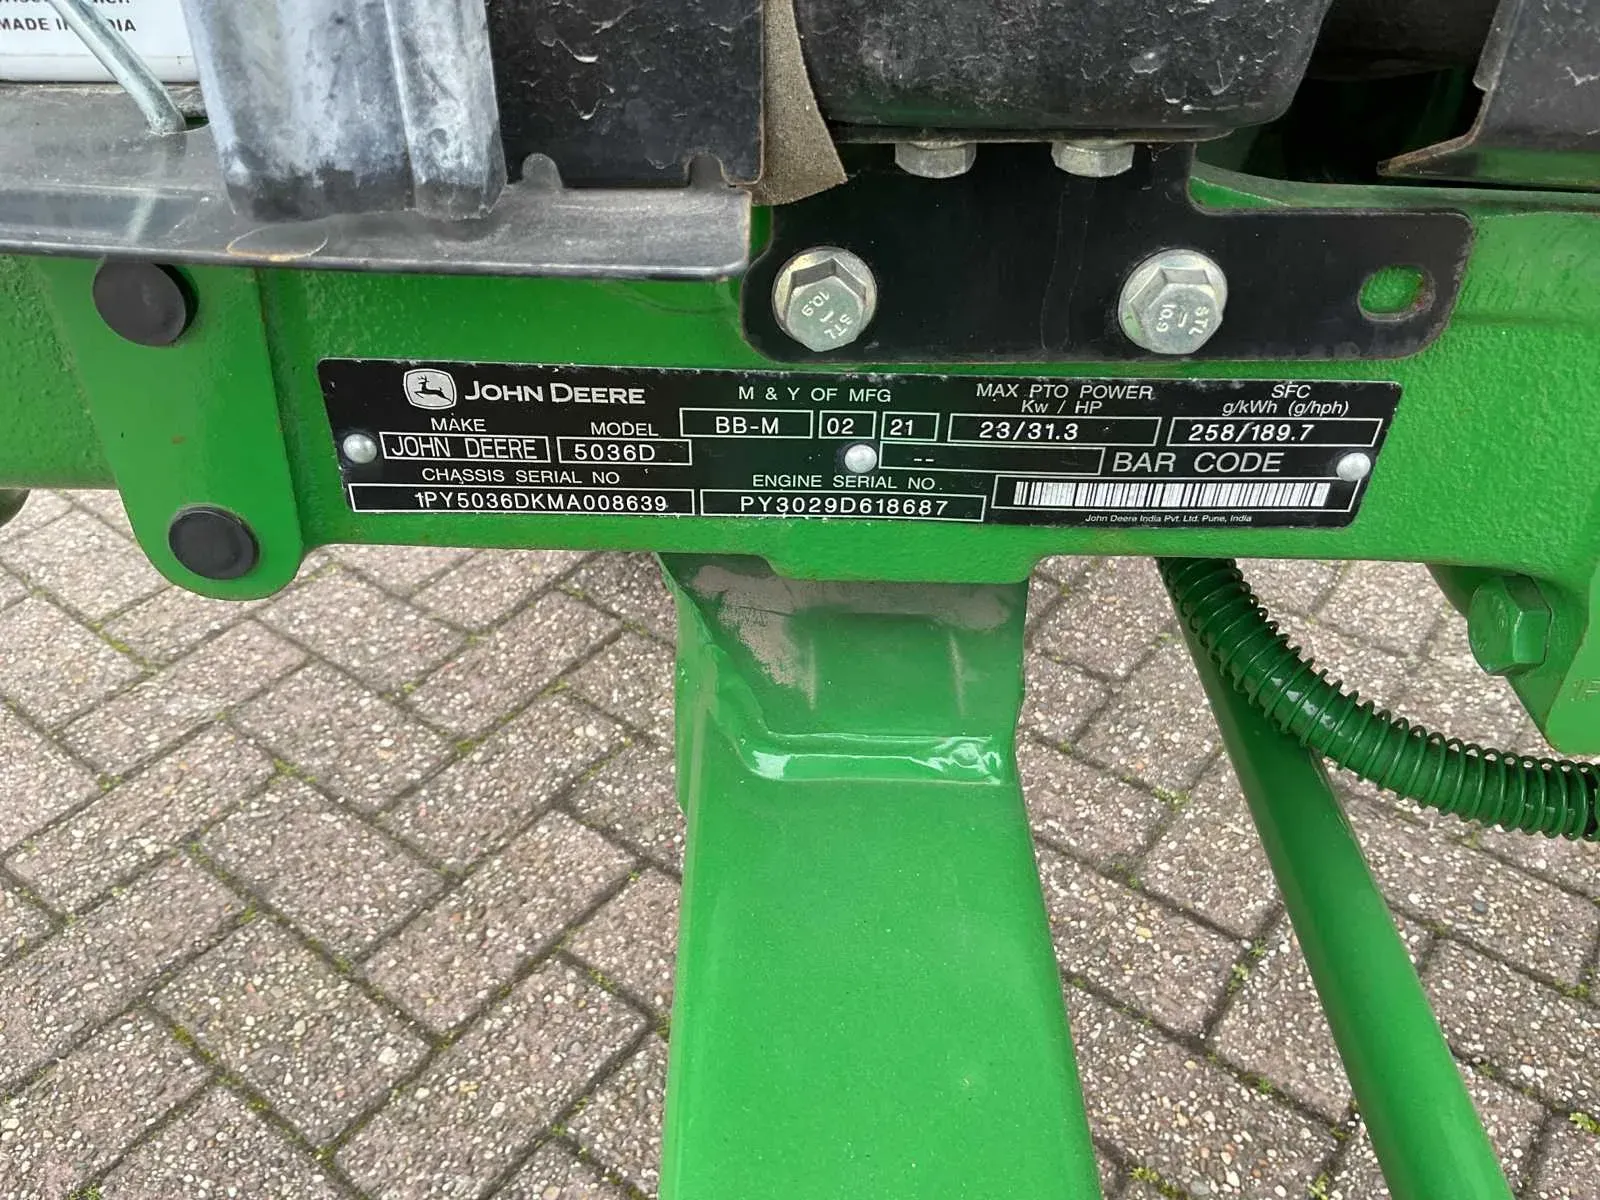 MADE IN INDIA
STL 10.9
STL 10.9
JOHN DEERE
M & Y OF MFG
MAX PTO POWER
Kw / HP
SFC
g/kWh (g/hph)
MAKE
MODEL
BB-M 02 21
23/31.3
258/189.7
JOHN DEERE
5036D
--
BAR CODE
CHASSIS SERIAL NO
ENGINE SERIAL NO.
1PY5036DKMA008639
PY3029D618687
John Deere India Pvt. Ltd. Pune, India